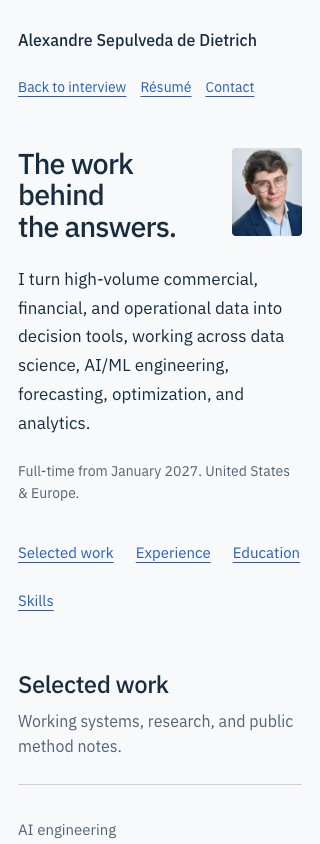 Alexandre Sepulveda de Dietrich
Back to interview Résumé Contact
The work
behind
the answers.
I turn high-volume commercial,
financial, and operational data into
decision tools, working across data
science, AI/ML engineering,
forecasting, optimization, and
analytics.
Full-time from January 2027. United States
& Europe.
Selected work Experience Education
Skills
Selected work
Working systems, research, and public
method notes.
AI engineering